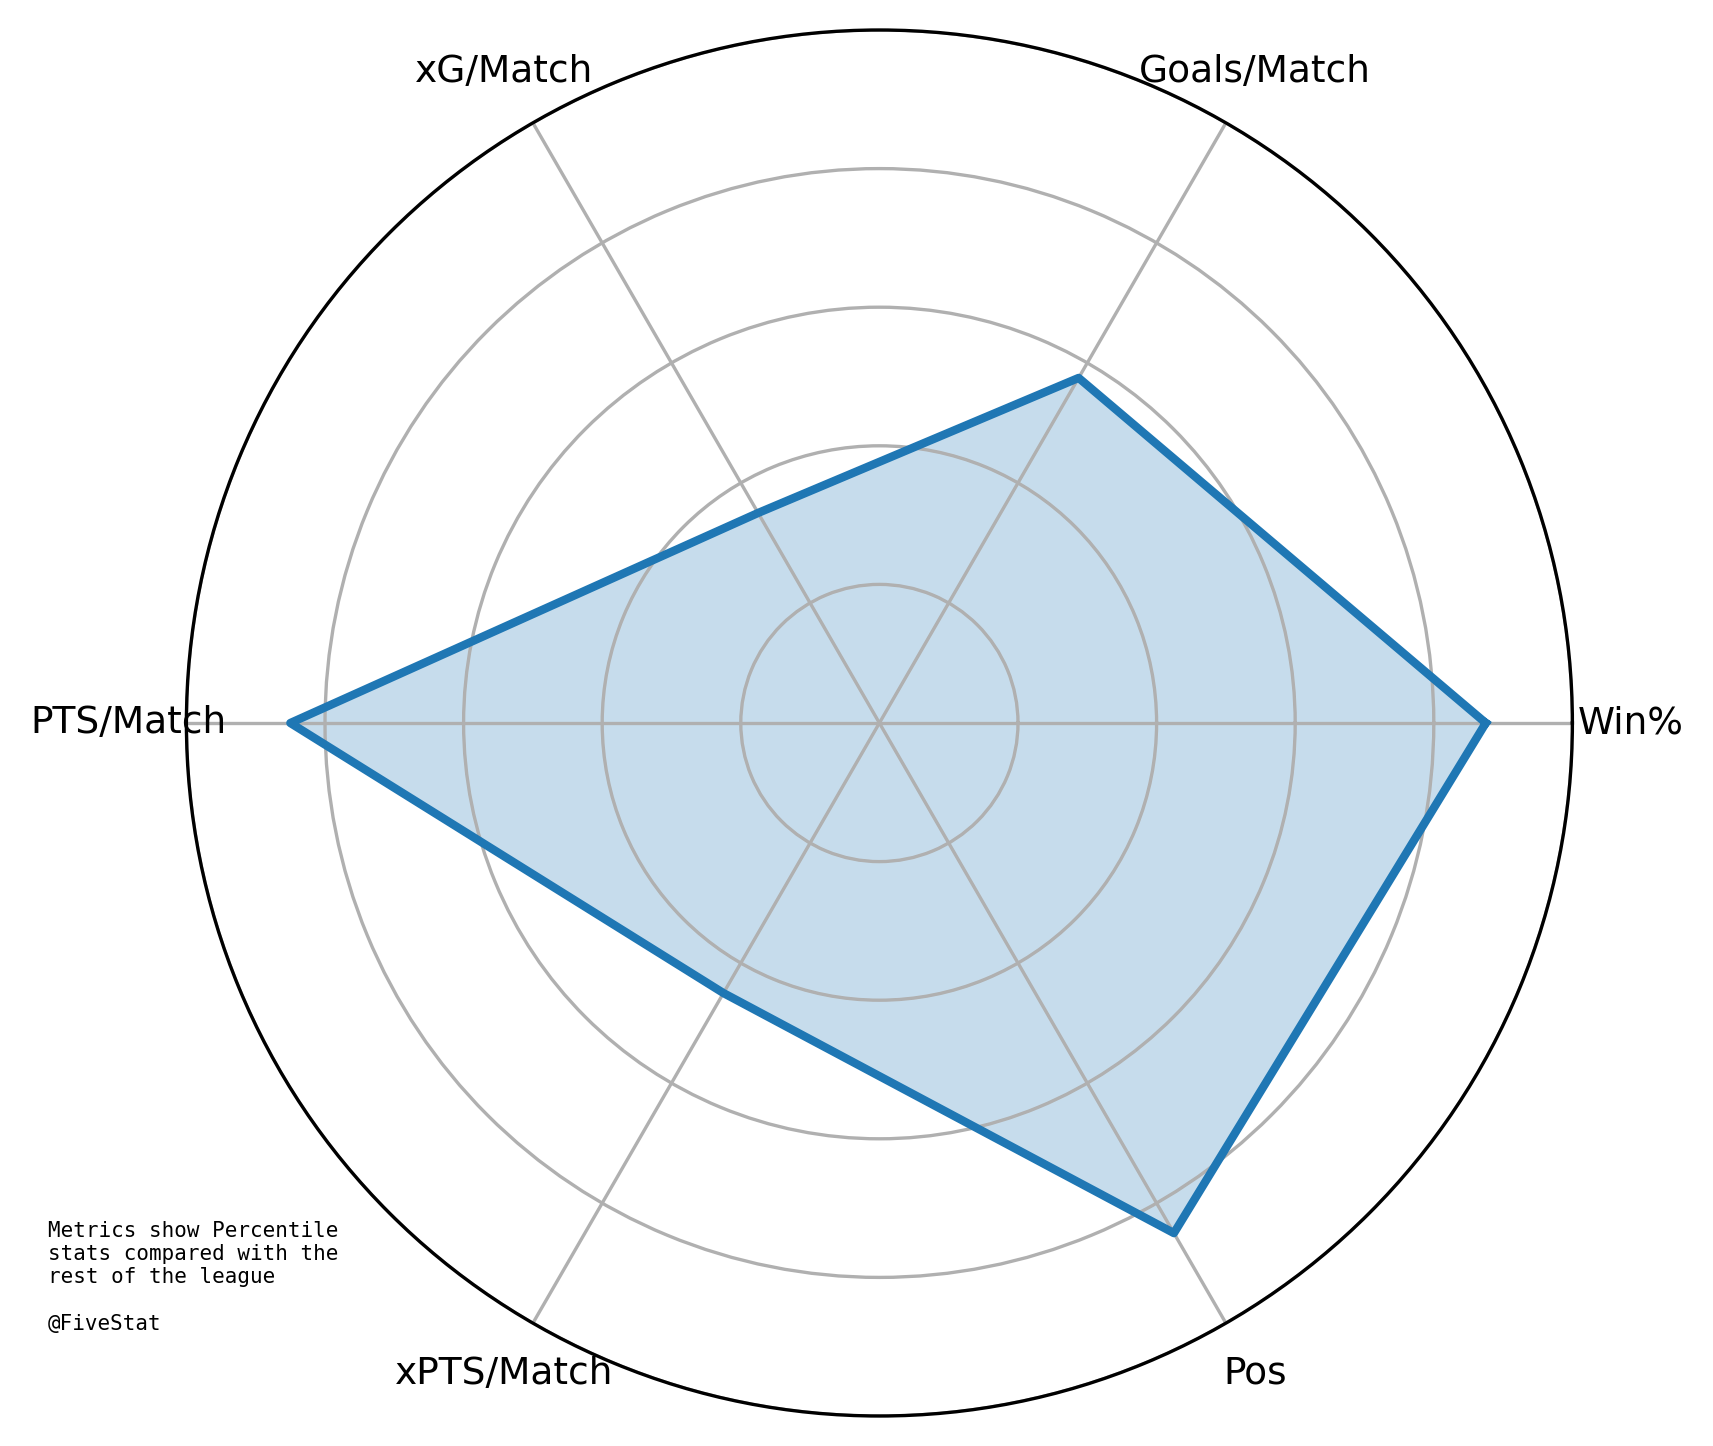 xG/Match
Goals/Match
PTS/Match
Win%
Metrics show Percentile
stats compared with the
rest of the league
@FiveStat
xPTS/Match
Pos